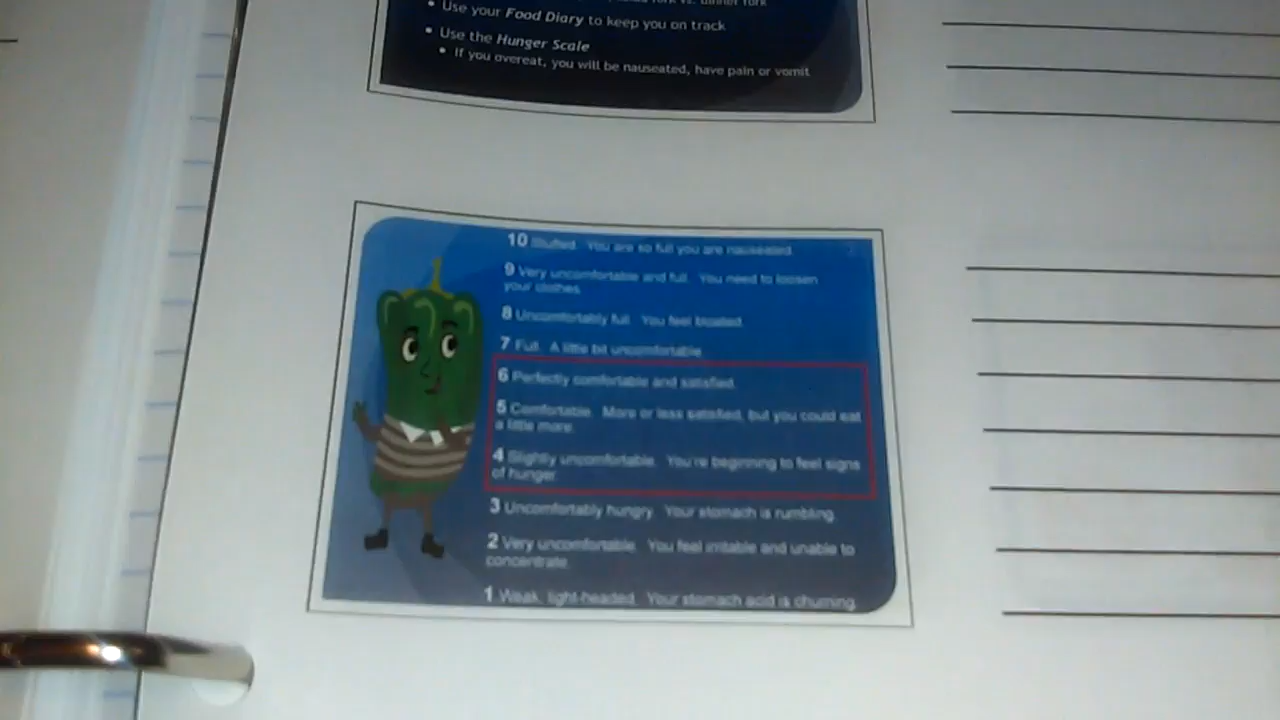 Use your Food Diary to keep you on track
Use the Hunger Scale
If you overeat, you will be nauseated, have pain or vomit
10 Stuffed. You are so full you are nauseated.
9 Very uncomfortable and full. You need to loosen
your clothes.
8 Uncomfortably full. You feel bloated.
7 Full. A little bit uncomfortable.
6 Perfectly comfortable and satisfied.
5 Comfortable. More or less satisfied, but you could eat
a little more.
4 Slightly uncomfortable. You're beginning to feel signs
of hunger.
3 Uncomfortably hungry. Your stomach is rumbling.
2 Very uncomfortable. You feel irritable and unable to
concentrate.
1 Weak, light-headed. Your stomach acid is churning.